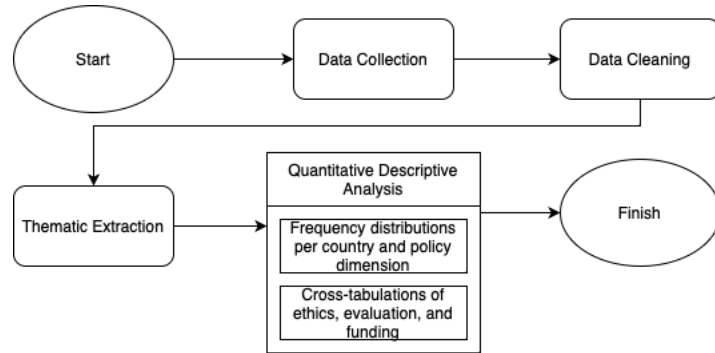 Start
Data Collection
Data Cleaning
Thematic Extraction
Quantitative Descriptive
Analysis
Frequency distributions
per country and policy
dimension
Cross-tabulations of
ethics, evaluation, and
funding
Finish